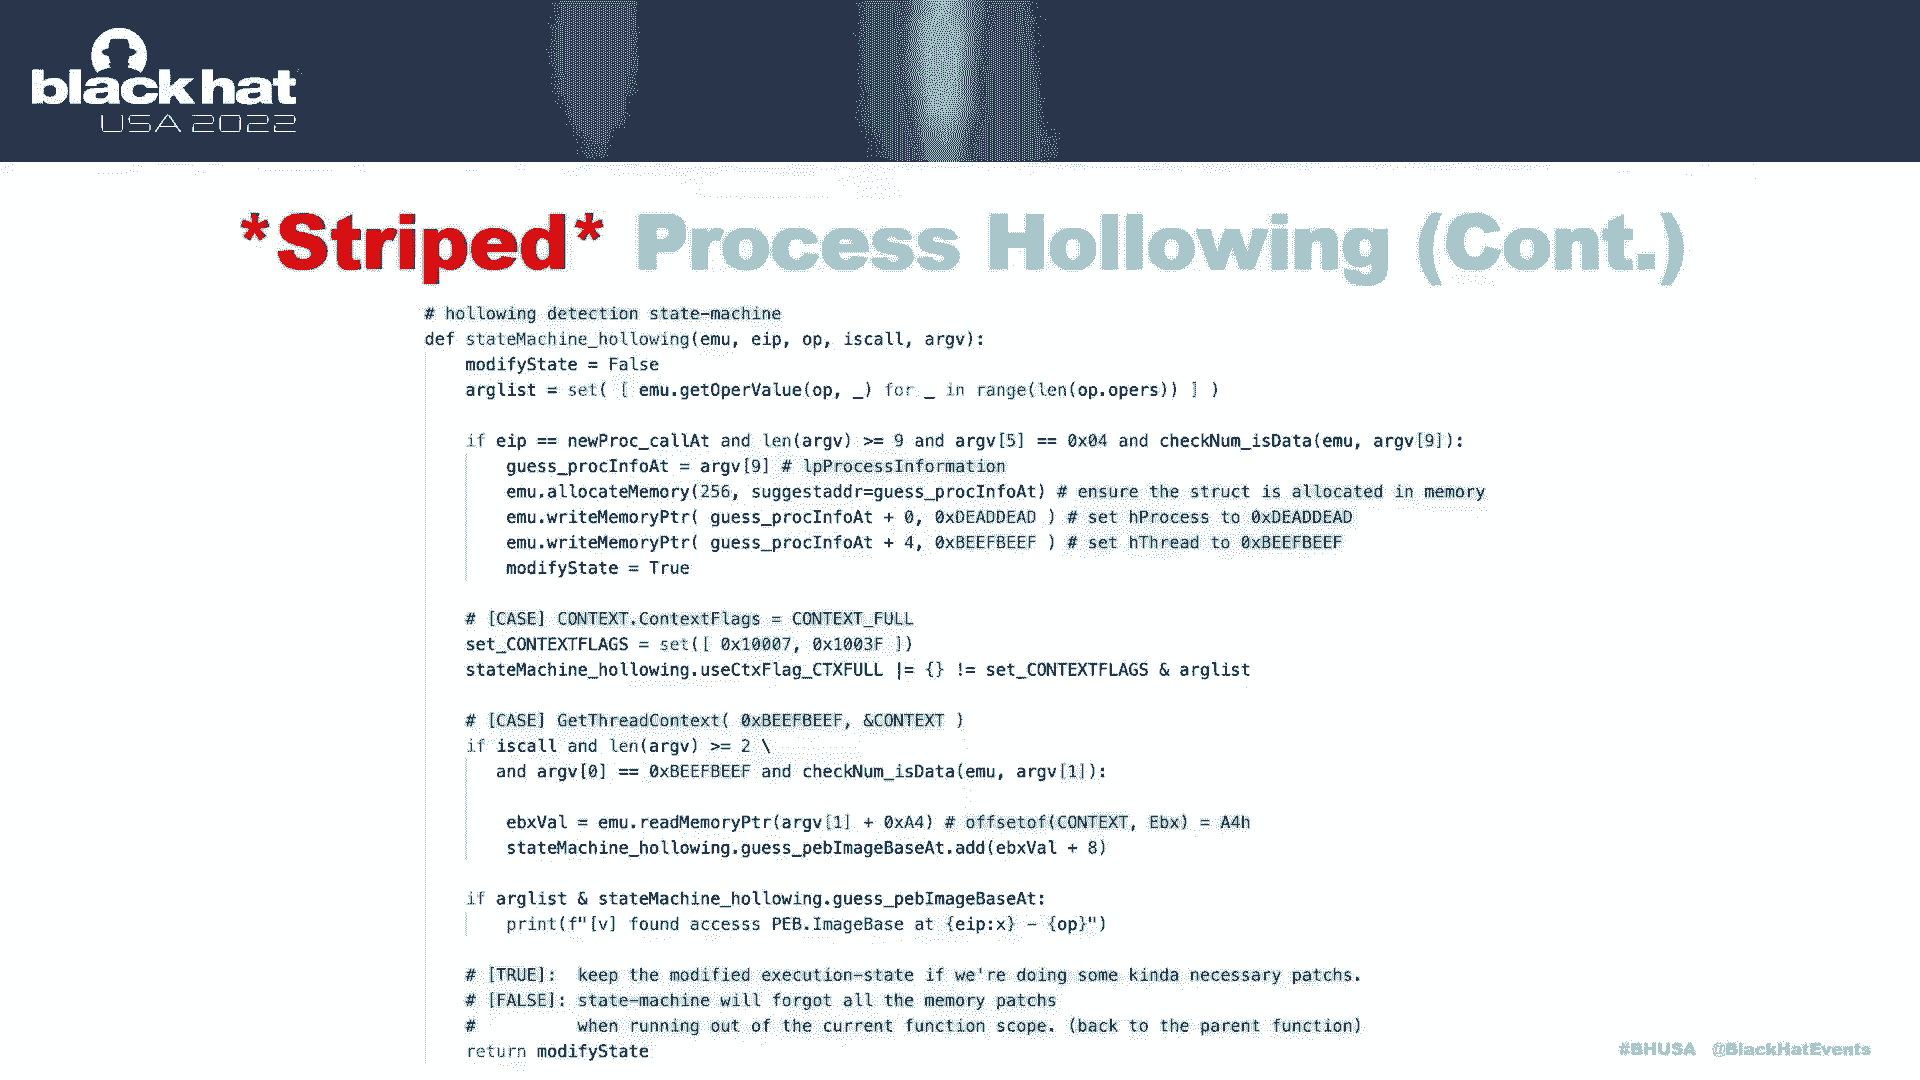 black hat
USA 2022
*Striped* Process Hollowing (Cont.)
# hollowing detection state-machine
def stateMachine_hollowing(emu, eip, op, iscall, argv):
    modifyState = False
    arglist = set( [ emu.getOperValue(op, _) for _ in range(len(op.opers)) ] )
    if eip == newProc_callAt and len(argv) >= 9 and argv[5] == 0x04 and checkNum_isData(emu, argv[9]):
        guess_procInfoAt = argv[9] # lpProcessInformation
        emu.allocateMemory(256, suggestaddr=guess_procInfoAt) # ensure the struct is allocated in memory
        emu.writeMemoryPtr( guess_procInfoAt + 0, 0xDEADDEAD ) # set hProcess to 0xDEADDEAD
        emu.writeMemoryPtr( guess_procInfoAt + 4, 0xBEEFBEEF ) # set hThread to 0xBEEFBEEF
        modifyState = True
    # [CASE] CONTEXT.ContextFlags = CONTEXT_FULL
    set_CONTEXTFLAGS = set([ 0x10007, 0x1003F ])
    stateMachine_hollowing.useCtxFlag_CTXFULL |= {} != set_CONTEXTFLAGS & arglist
    # [CASE] GetThreadContext( 0xBEEFBEEF, &CONTEXT )
    if iscall and len(argv) >= 2 \
       and argv[0] == 0xBEEFBEEF and checkNum_isData(emu, argv[1]):
        ebxVal = emu.readMemoryPtr(argv[1] + 0xA4) # offsetof(CONTEXT, Ebx) = A4h
        stateMachine_hollowing.guess_pebImageBaseAt.add(ebxVal + 8)
    if arglist & stateMachine_hollowing.guess_pebImageBaseAt:
        print(f"[v] found accesss PEB.ImageBase at {eip:x} - {op}")
    # [TRUE]:  keep the modified execution-state if we're doing some kinda necessary patchs.
    # [FALSE]: state-machine will forgot all the memory patchs
    #          when running out of the current function scope. (back to the parent function)
    return modifyState
#BHUSA @BlackHatEvents